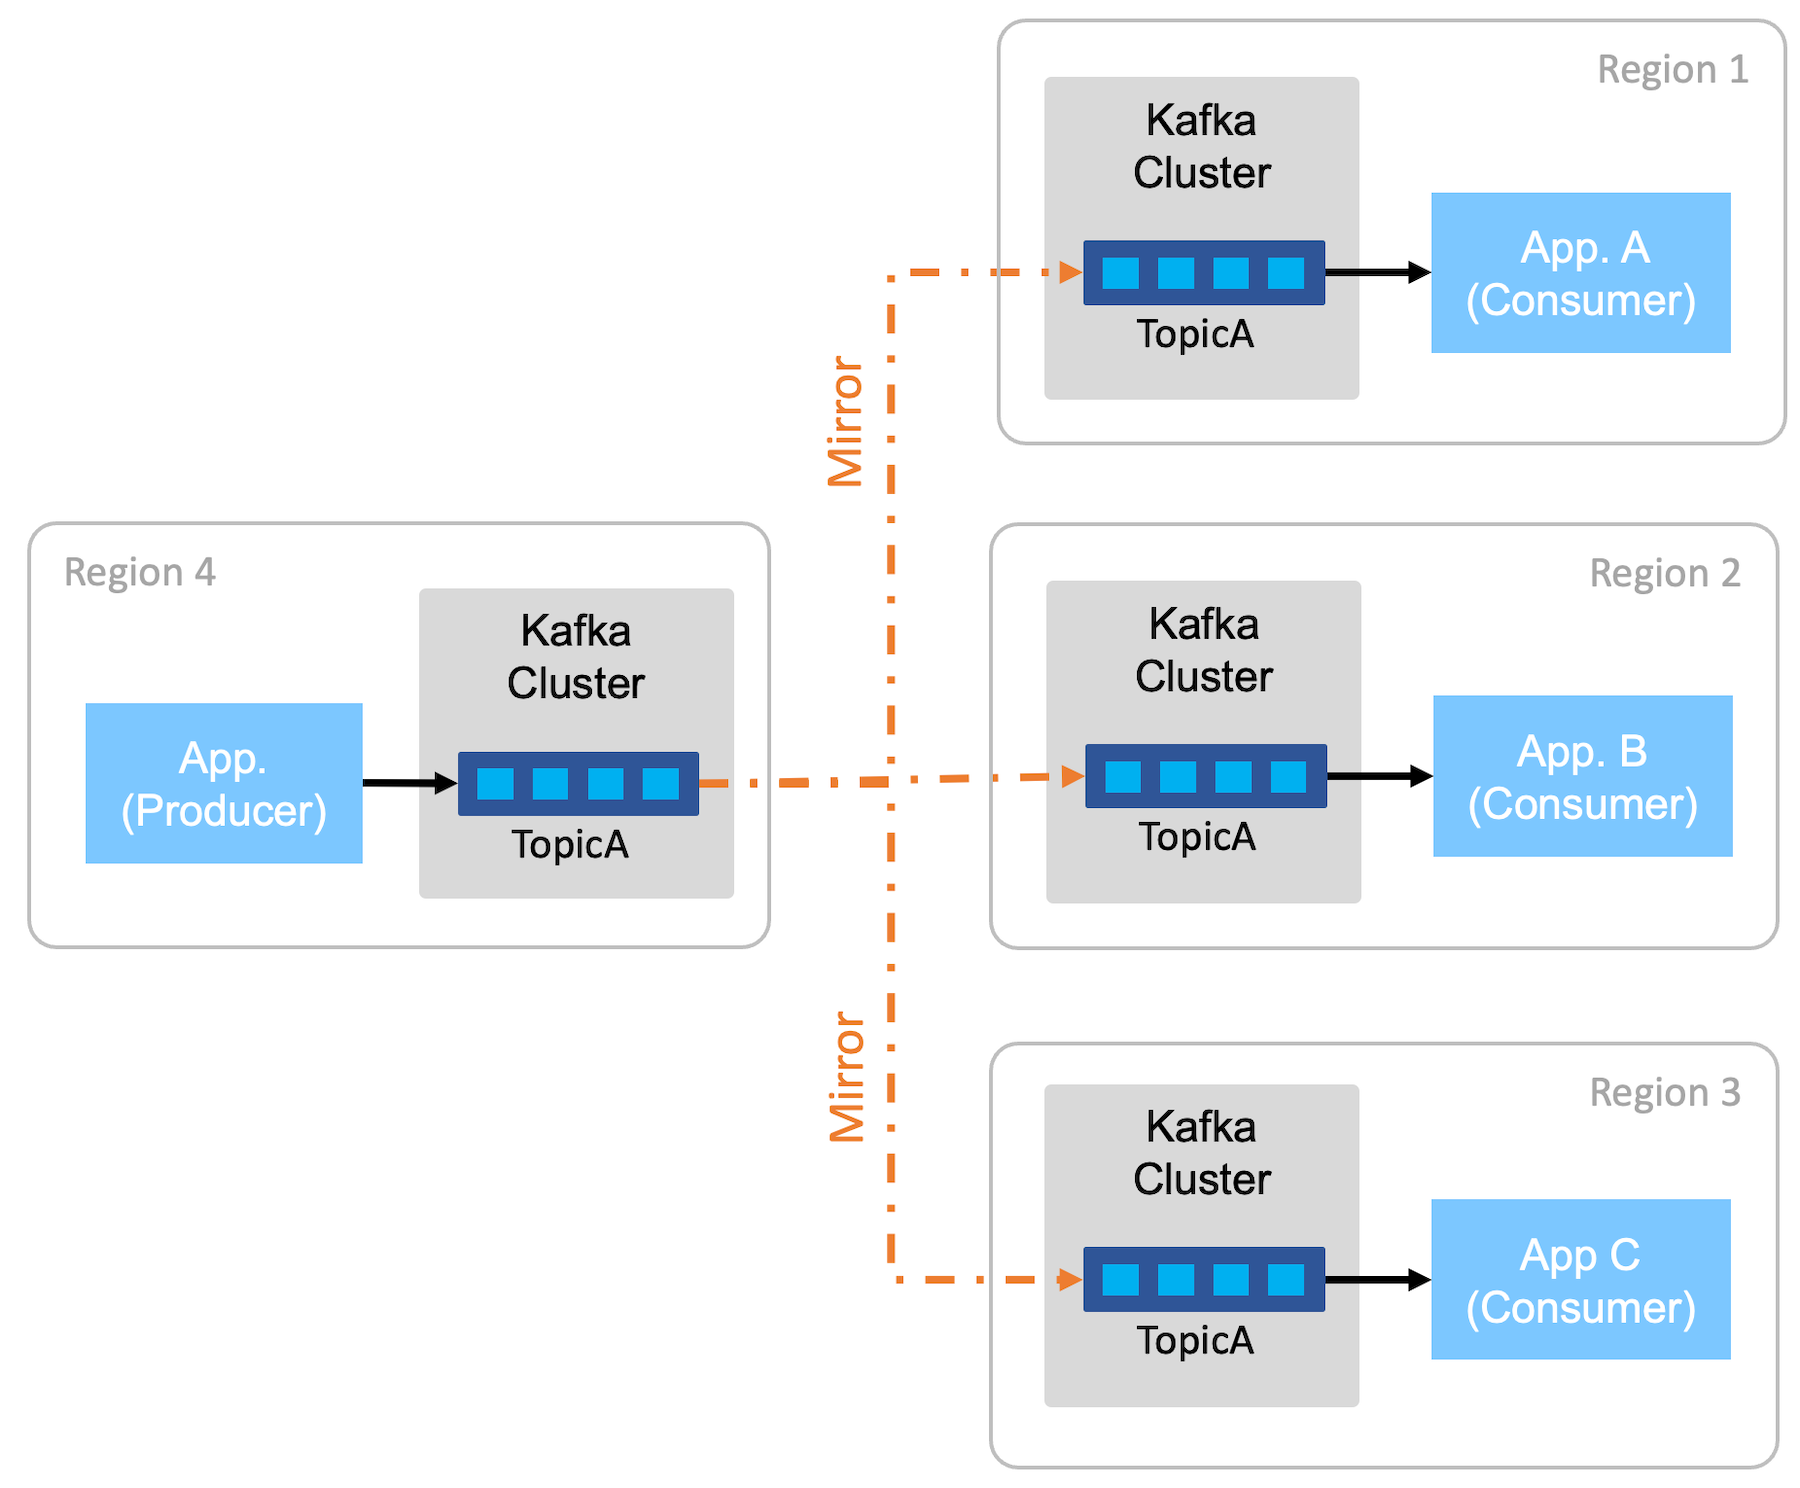 Region 1
Kafka
Cluster
TopicA
App. A
(Consumer)
Mirror
Region 4
Kafka
Cluster
App.
(Producer)
TopicA
Region 2
Kafka
Cluster
TopicA
App. B
(Consumer)
Mirror
Region 3
Kafka
Cluster
TopicA
App C
(Consumer)